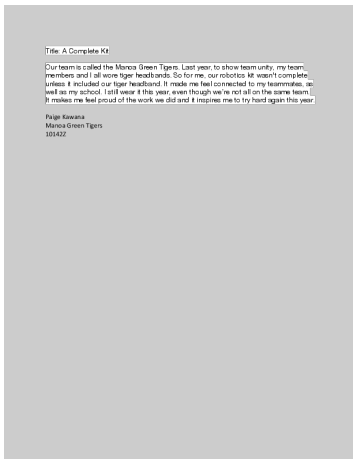 Title: A Complete Kit
Our team is called the Manoa Green Tigers. Last year, to show team unity, my team
members and I all wore tiger headbands. So for me, our robotics kit wasn't complete
unless it included our tiger headband. It made me feel connected to my teammates, as
well as my school. I still wear it this year, even though we're not all on the same team.
It makes me feel proud of the work we did and it inspires me to try hard again this year.
Paige Kawana
Manoa Green Tigers
10142Z